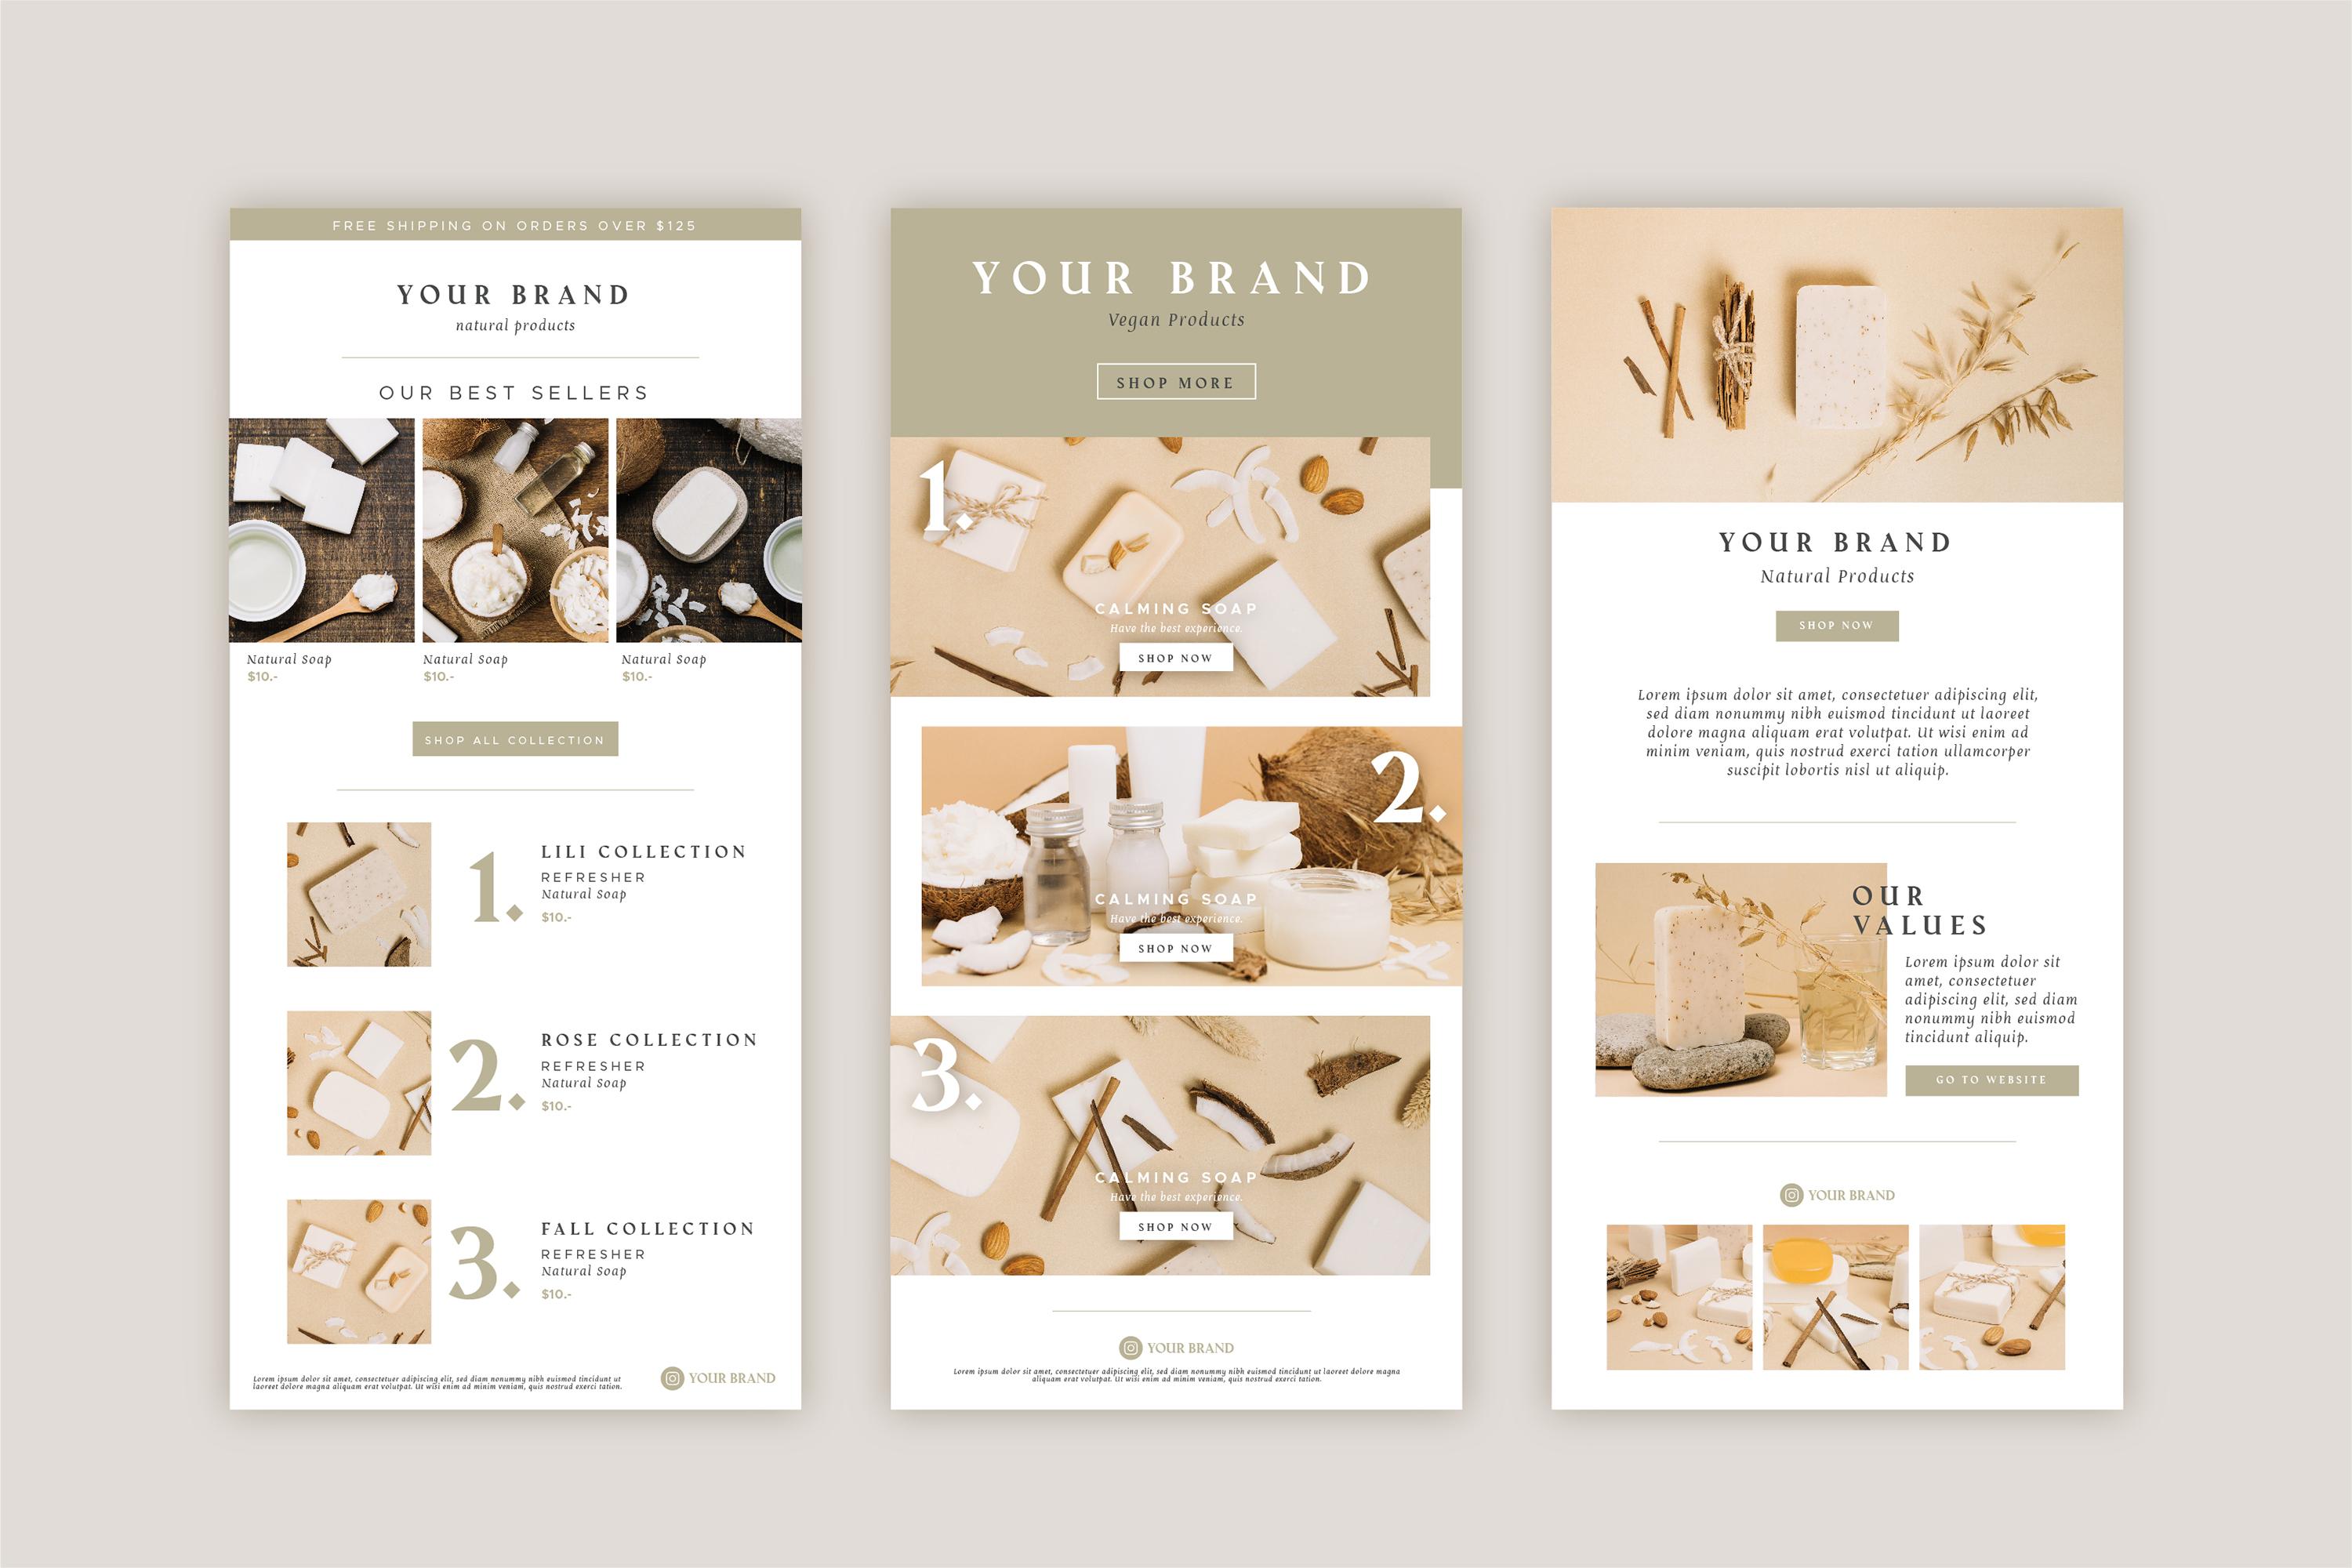 FREE SHIPPING ON ORDERS OVER $125
YOUR BRAND
natural products
OUR BEST SELLERS
Natural Soap
$10.-
Natural Soap
$10.-
Natural Soap
$10.-
SHOP ALL COLLECTION
1.
LILI COLLECTION
REFRESHER
Natural Soap
$10.-
2.
ROSE COLLECTION
REFRESHER
Natural Soap
$10.-
3.
FALL COLLECTION
REFRESHER
Natural Soap
$10.-
Lorem ipsum dolor sit amet, consectetuer adipiscing elit, sed diam nonummy nibh euismod tincidunt ut
laoreet dolore magna aliquam erat volutpat. Ut wisi enim ad minim veniam, quis nostrud exerci tation.
YOUR BRAND
YOUR BRAND
Vegan Products
SHOP MORE
1.
CALMING SOAP
Have the best experience.
SHOP NOW
2.
CALMING SOAP
Have the best experience.
SHOP NOW
3.
CALMING SOAP
Have the best experience.
SHOP NOW
YOUR BRAND
Lorem ipsum dolor sit amet, consectetuer adipiscing elit, sed diam nonummy nibh euismod tincidunt ut laoreet dolore magna
aliquam erat volutpat. Ut wisi enim ad minim veniam, quis nostrud exerci tation.
YOUR BRAND
Natural Products
SHOP NOW
Lorem ipsum dolor sit amet, consectetuer adipiscing elit,
sed diam nonummy nibh euismod tincidunt ut laoreet
dolore magna aliquam erat volutpat. Ut wisi enim ad
minim veniam, quis nostrud exerci tation ullamcorper
suscipit lobortis nisl ut aliquip.
OUR
VALUES
Lorem ipsum dolor sit
amet, consectetuer
adipiscing elit, sed diam
nonummy nibh euismod
tincidunt aliquip.
GO TO WEBSITE
YOUR BRAND